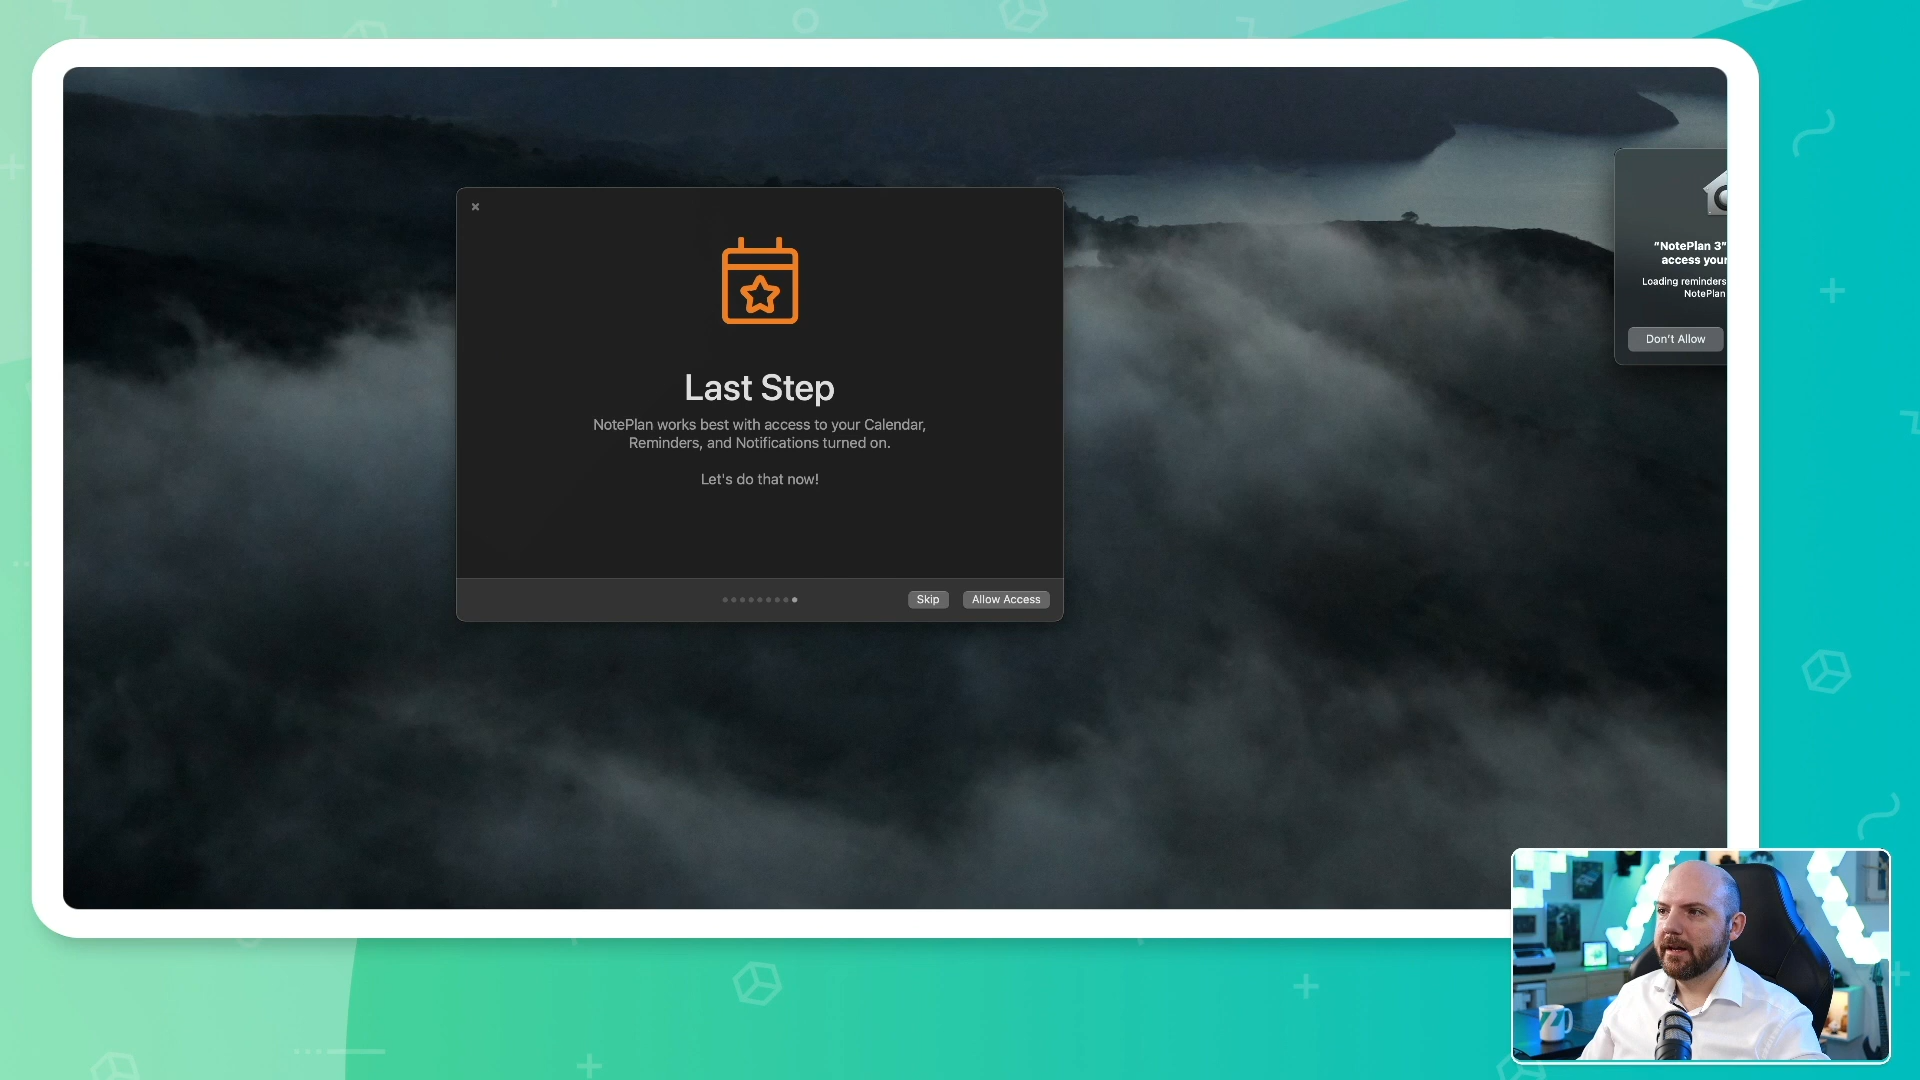 Last Step
NotePlan works best with access to your Calendar,
Reminders, and Notifications turned on.
Let's do that now!
Skip
Allow Access
“NotePlan 3”
access your
Loading reminders
NotePlan
Don't Allow